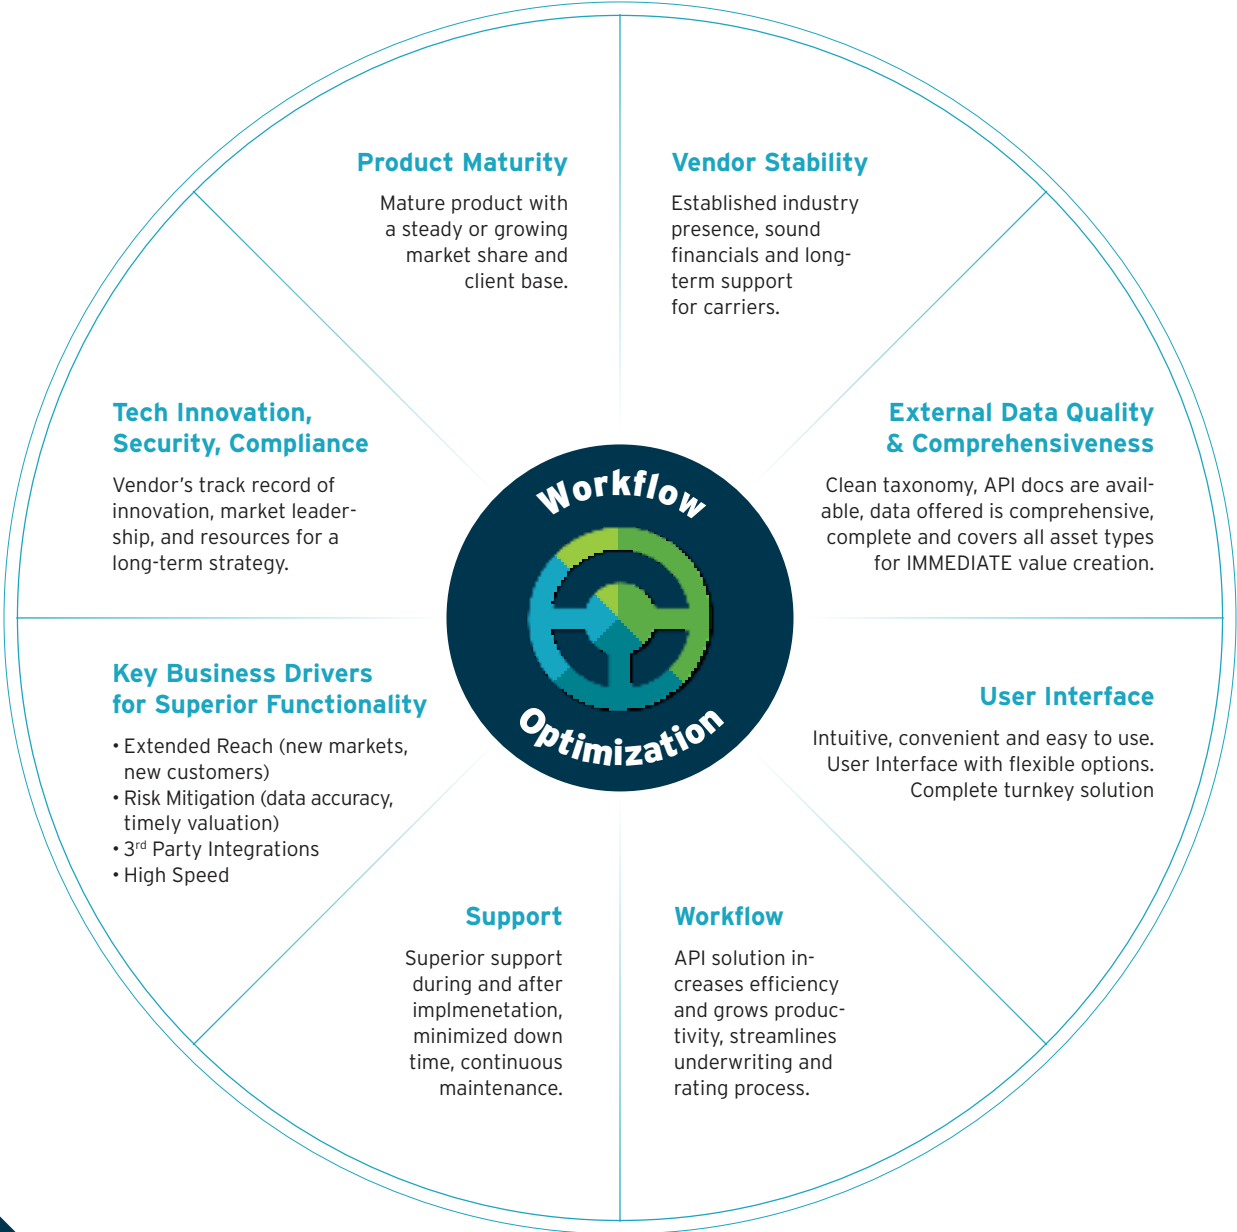 Product Maturity
Mature product with
a steady or growing
market share and
client base.
Vendor Stability
Established industry
presence, sound
financials and long-
term support
for carriers.
Tech Innovation,
Security, Compliance
Vendor’s track record of
innovation, market leader-
ship, and resources for a
long-term strategy.
External Data Quality
& Comprehensiveness
Clean taxonomy, API docs are avail-
able, data offered is comprehensive,
complete and covers all asset types
for IMMEDIATE value creation.
Workflow
Optimization
Key Business Drivers
for Superior Functionality
• Extended Reach (new markets,
new customers)
• Risk Mitigation (data accuracy,
timely valuation)
• 3rd Party Integrations
• High Speed
User Interface
Intuitive, convenient and easy to use.
User Interface with flexible options.
Complete turnkey solution
Support
Superior support
during and after
implmenetation,
minimized down
time, continuous
maintenance.
Workflow
API solution in-
creases efficiency
and grows produc-
tivity, streamlines
underwriting and
rating process.